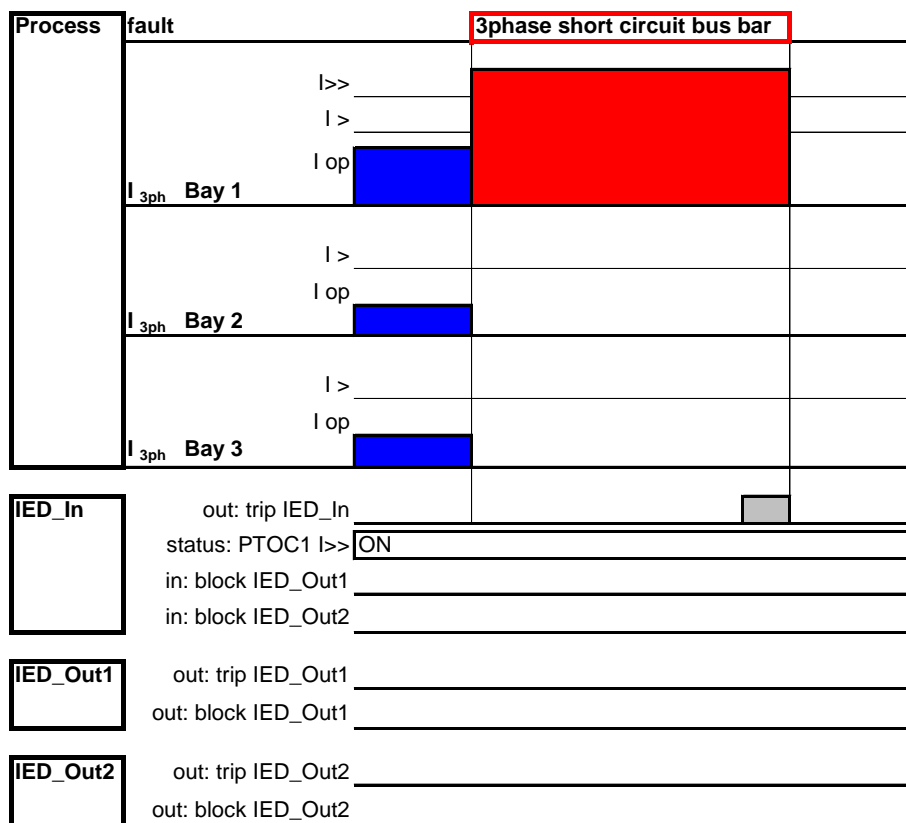 Process fault 3phase short circuit bus bar
I>>
I >
I op
I 3ph Bay 1
I >
I op
I 3ph Bay 2
I >
I op
I 3ph Bay 3
IED_In out: trip IED_In
status: PTOC1 I>> ON
in: block IED_Out1
in: block IED_Out2
IED_Out1 out: trip IED_Out1
out: block IED_Out1
IED_Out2 out: trip IED_Out2
out: block IED_Out2